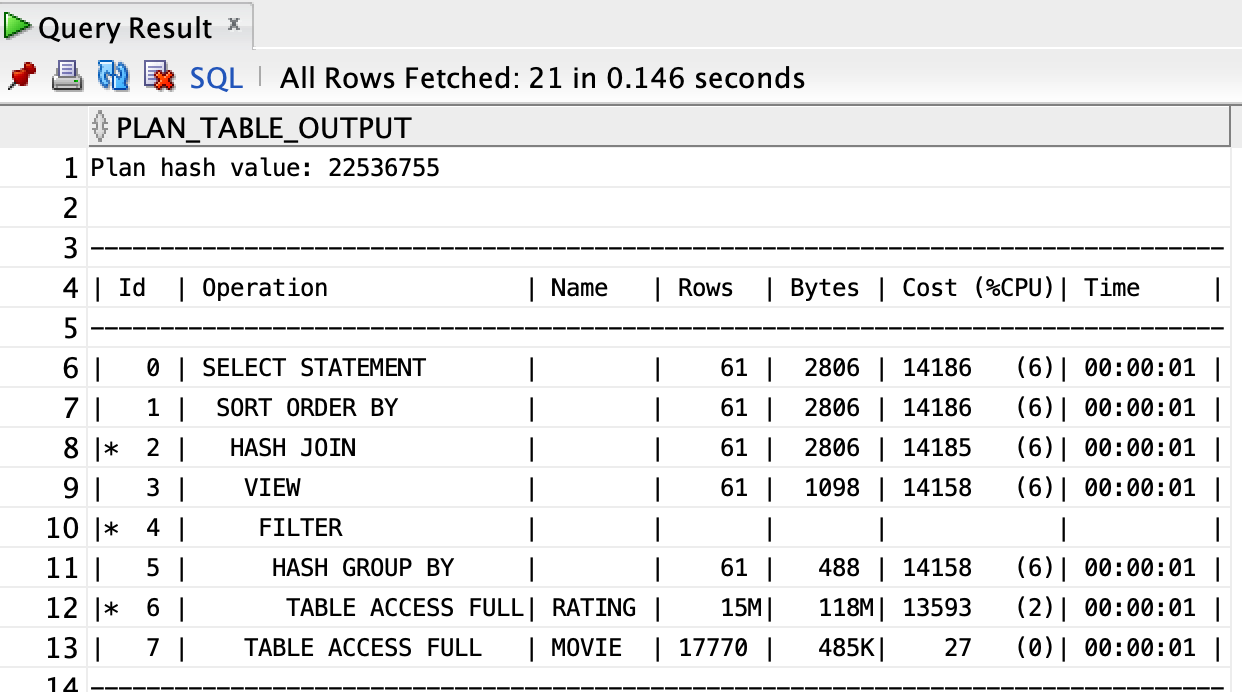 Query Result x
SQL | All Rows Fetched: 21 in 0.146 seconds
PLAN_TABLE_OUTPUT
1 Plan hash value: 22536755
2
3 ---------------------------------------------------------------------------------
4 | Id  | Operation              | Name   | Rows  | Bytes | Cost (%CPU)| Time     |
5 ---------------------------------------------------------------------------------
6 |   0 | SELECT STATEMENT       |        |    61 |  2806 | 14186   (6)| 00:00:01 |
7 |   1 |  SORT ORDER BY         |        |    61 |  2806 | 14186   (6)| 00:00:01 |
8 |*  2 |   HASH JOIN            |        |    61 |  2806 | 14185   (6)| 00:00:01 |
9 |   3 |    VIEW                |        |    61 |  1098 | 14158   (6)| 00:00:01 |
10 |*  4 |     FILTER             |        |       |       |            |          |
11 |   5 |      HASH GROUP BY     |        |    61 |   488 | 14158   (6)| 00:00:01 |
12 |*  6 |       TABLE ACCESS FULL| RATING |    15M|   118M| 13593   (2)| 00:00:01 |
13 |   7 |    TABLE ACCESS FULL   | MOVIE  | 17770 |   485K|    27   (0)| 00:00:01 |
14 ---------------------------------------------------------------------------------